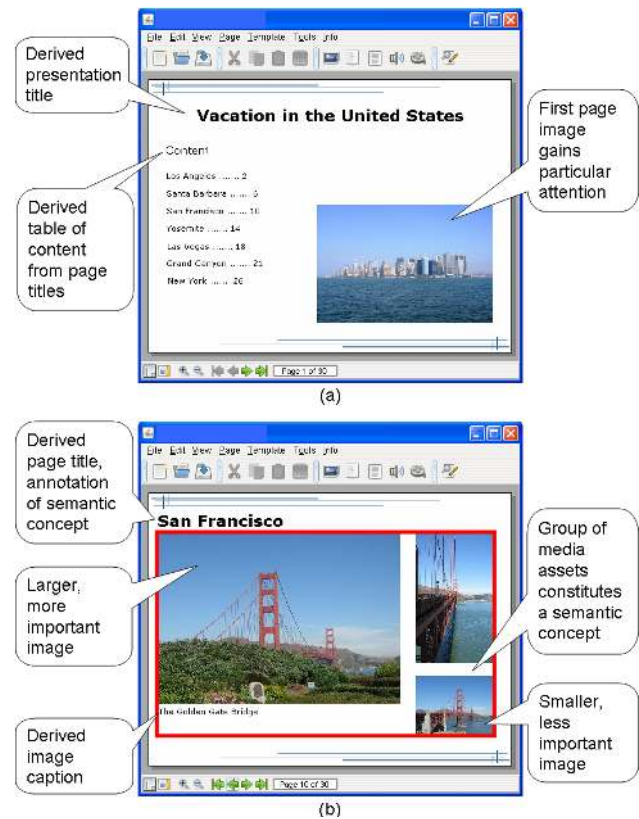 File Edit View Page Template Tools Info
Derived
presentation
title
Vacation in the United States
First page
image
gains
particular
attention
Content
Los Angeles ....... 2
Santa Barbara ....... 6
San Francisco ....... 10
Yosemite ....... 14
Las Vegas ....... 18
Grand Canyon ....... 21
New York ....... 26
Derived
table of
content
from page
titles
Page 1 of 30
(a)
Derived
page title,
annotation
of semantic
concept
File Edit View Page Template Tools Info
San Francisco
Group of
media
assets
constitutes
a semantic
concept
Larger,
more
important
image
The Golden Gate Bridge
Derived
image
caption
Smaller,
less
important
image
Page 10 of 30
(b)